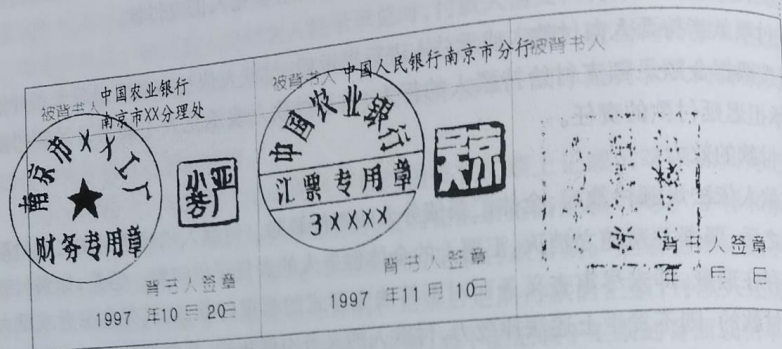 被背书人 中国农业银行
南京市XX分理处
南京市××工厂
财务专用章
背书人签章
1997 年10 月 20日
被背书人 中国人民银行南京市分行
中国农业银行
汇票专用章
3××××
背书人签章
1997 年11 月 10日
被背书人
背书人签章
年 月 日